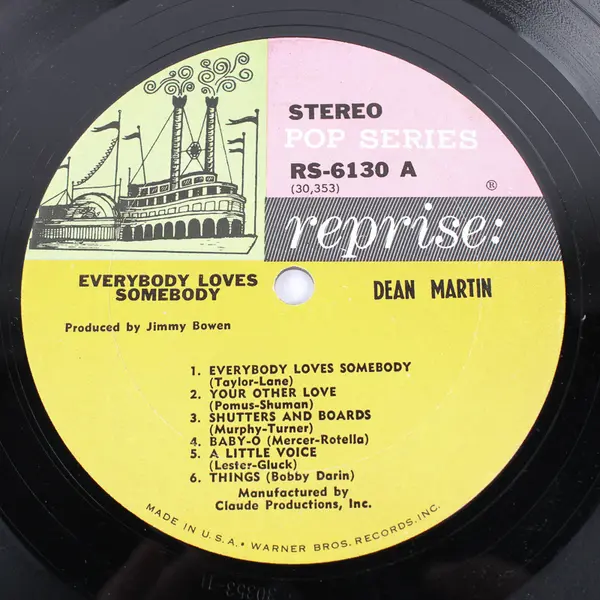 STEREO
POP SERIES
RS-6130 A
(30,353)
®
reprise:
EVERYBODY LOVES
SOMEBODY
DEAN MARTIN
Produced by Jimmy Bowen
1. EVERYBODY LOVES SOMEBODY
(Taylor-Lane)
2. YOUR OTHER LOVE
(Pomus-Shuman)
3. SHUTTERS AND BOARDS
(Murphy-Turner)
4. BABY-O (Mercer-Rotella)
5. A LITTLE VOICE
(Lester-Gluck)
6. THINGS (Bobby Darin)
Manufactured by
Claude Productions, Inc.
MADE IN U.S.A. • WARNER BROS. RECORDS, INC.